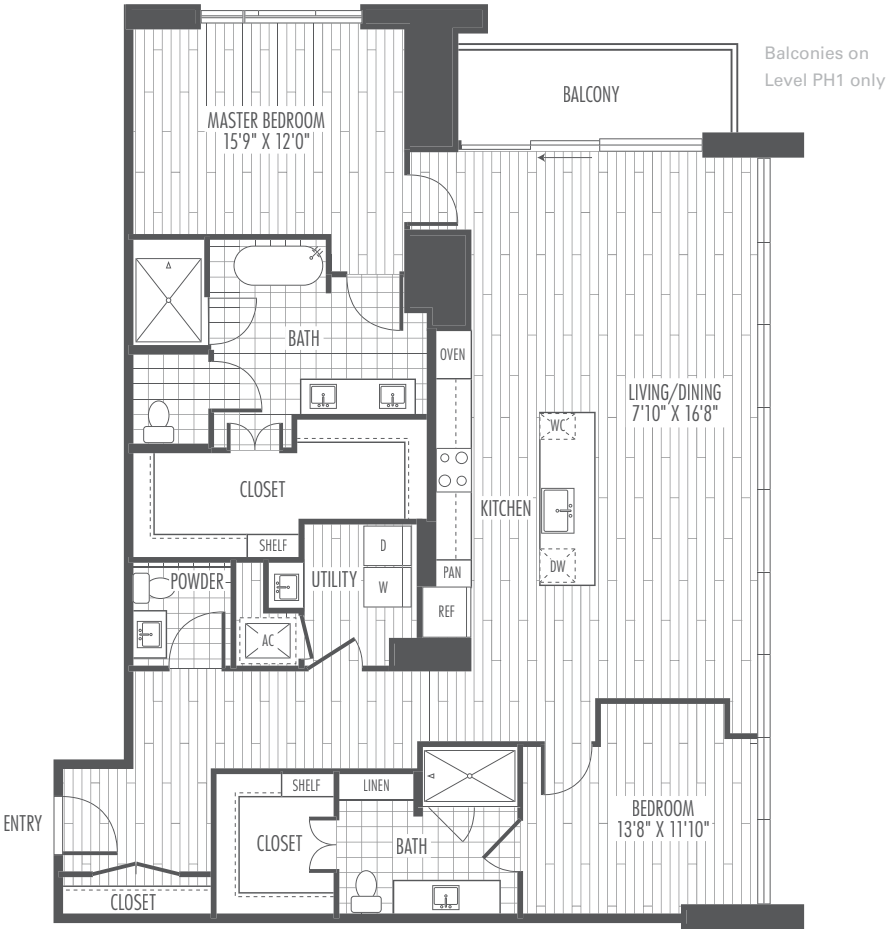 Balconies on
Level PH1 only
BALCONY
MASTER BEDROOM
15'9" X 12'0"
BATH
OVEN
LIVING/DINING
7'10" X 16'8"
WC
CLOSET
KITCHEN
SHELF
D
UTILITY
W
DW
PAN
POWDER
REF
AC
SHELF
LINEN
ENTRY
BEDROOM
13'8" X 11'10"
CLOSET
BATH
CLOSET